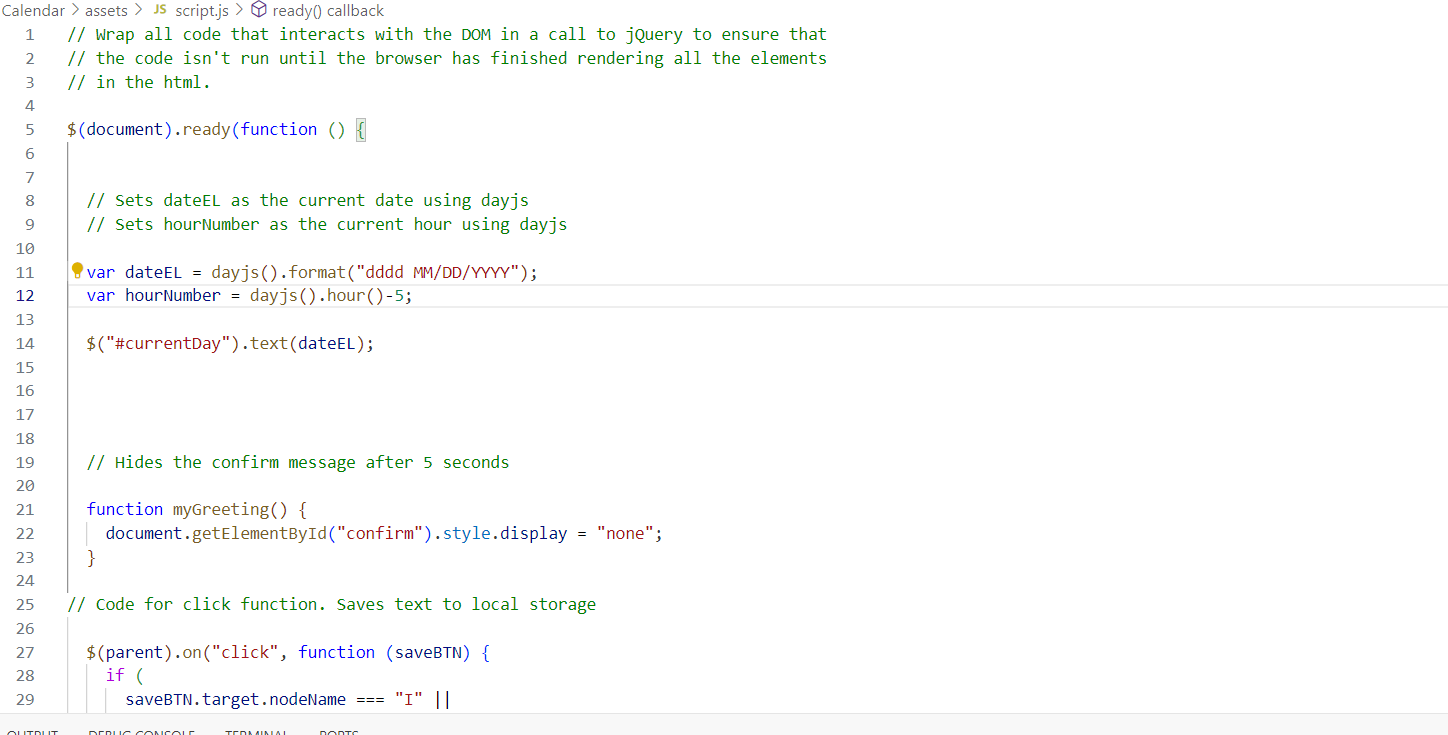 Calendar > assets > JS script.js > ready() callback
1 // Wrap all code that interacts with the DOM in a call to jQuery to ensure that
2 // the code isn't run until the browser has finished rendering all the elements
3 // in the html.
4
5 $(document).ready(function () {
6
7
8 // Sets dateEL as the current date using dayjs
9 // Sets hourNumber as the current hour using dayjs
10
11 var dateEL = dayjs().format("dddd MM/DD/YYYY");
12 var hourNumber = dayjs().hour()-5;
13
14 $("#currentDay").text(dateEL);
15
16
17
18
19 // Hides the confirm message after 5 seconds
20
21 function myGreeting() {
22 document.getElementById("confirm").style.display = "none";
23 }
24
25 // Code for click function. Saves text to local storage
26
27 $(parent).on("click", function (saveBTN) {
28 if (
29 saveBTN.target.nodeName === "I" ||
OUTPUT DEBUG CONSOLE TERMINAL PORTS